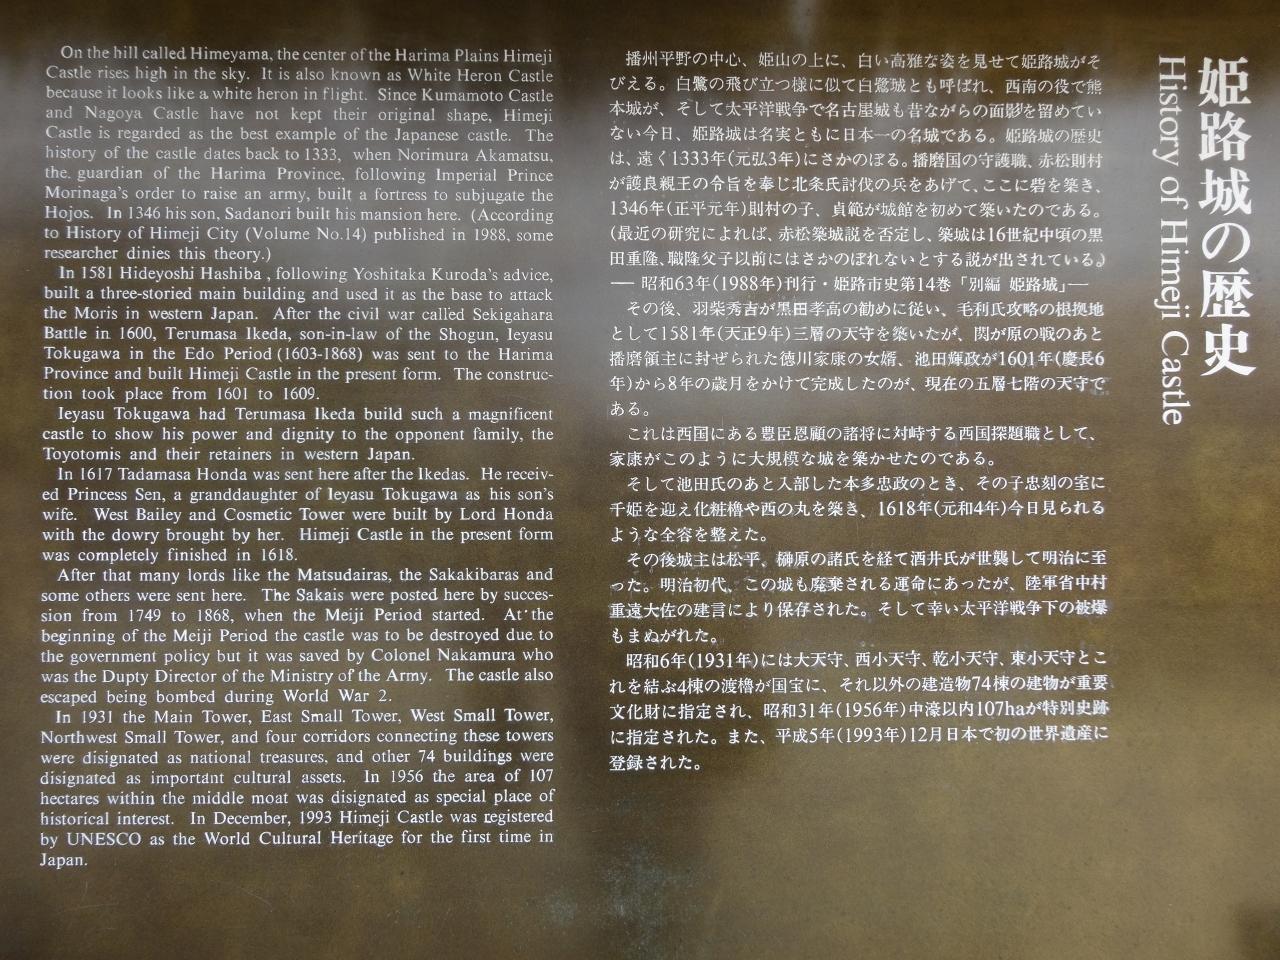 姫路城の歴史
History of Himeji Castle
On the hill called Himeyama, the center of the Harima Plains Himeji
Castle rises high in the sky. It is also known as White Heron Castle
because it looks like a white heron in flight. Since Kumamoto Castle
and Nagoya Castle have not kept their original shape, Himeji
Castle is regarded as the best example of the Japanese castle. The
history of the castle dates back to 1333, when Norimura Akamatsu,
the guardian of the Harima Province, following Imperial Prince
Morinaga's order to raise an army, built a fortress to subjugate the
Hojos. In 1346 his son, Sadanori built his mansion here. (According
to History of Himeji City (Volume No.14) published in 1988, some
researcher dinies this theory.)
In 1581 Hideyoshi Hashiba, following Yoshitaka Kuroda's advice,
built a three-storied main building and used it as the base to attack
the Moris in western Japan. After the civil war called Sekigahara
Battle in 1600, Terumasa Ikeda, son-in-law of the Shogun, Ieyasu
Tokugawa in the Edo Period (1603-1868) was sent to the Harima
Province and built Himeji Castle in the present form. The construc-
tion took place from 1601 to 1609.
Ieyasu Tokugawa had Terumasa Ikeda build such a magnificent
castle to show his power and dignity to the opponent family, the
Toyotomis and their retainers in western Japan.
In 1617 Tadamasa Honda was sent here after the Ikedas. He receiv-
ed Princess Sen, a granddaughter of Ieyasu Tokugawa as his son's
wife. West Bailey and Cosmetic Tower were built by Lord Honda
with the dowry brought by her. Himeji Castle in the present form
was completely finished in 1618.
After that many lords like the Matsudairas, the Sakakibaras and
some others were sent here. The Sakais were posted here by succes-
sion from 1749 to 1868, when the Meiji Period started. At the
beginning of the Meiji Period the castle was to be destroyed due to
the government policy but it was saved by Colonel Nakamura who
was the Dupty Director of the Ministry of the Army. The castle also
escaped being bombed during World War 2.
In 1931 the Main Tower, East Small Tower, West Small Tower,
Northwest Small Tower, and four corridors connecting these towers
were disignated as national treasures, and other 74 buildings were
disignated as important cultural assets. In 1956 the area of 107
hectares within the middle moat was disignated as special place of
historical interest. In December, 1993 Himeji Castle was registered
by UNESCO as the World Cultural Heritage for the first time in
Japan.
播州平野の中心、姫山の上に、白い高雅な姿を見せて姫路城がそ
びえる。白鷺の飛び立つ様に似て白鷺城とも呼ばれ、西南の役で熊
本城が、そして太平洋戦争で名古屋城も昔ながらの面影を留めてい
ない今日、姫路城は名実ともに日本一の名城である。姫路城の歴史
は、遠く1333年(元弘3年)にさかのぼる。播磨国の守護職、赤松則村
が護良親王の令旨を奉じ北条氏討伐の兵をあげて、ここに砦を築き、
1346年(正平元年)則村の子、貞範が城館を初めて築いたのである。
(最近の研究によれば、赤松築城説を否定し、築城は16世紀中頃の黒
田重隆、職隆父子以前にはさかのぼれないとする説が出されている。)
── 昭和63年(1988年)刊行・姫路市史第14巻「別編 姫路城」──
その後、羽柴秀吉が黒田孝高の勧めに従い、毛利氏攻略の根拠地
として1581年(天正9年)三層の天守を築いたが、関が原の戦のあと
播磨領主に封ぜられた徳川家康の女婿、池田輝政が1601年(慶長6
年)から8年の歳月をかけて完成したのが、現在の五層七階の天守で
ある。
これは西国にある豊臣恩顧の諸将に対峙する西国探題職として、
家康がこのように大規模な城を築かせたのである。
そして池田氏のあと入部した本多忠政のとき、その子忠刻の室に
千姫を迎え化粧櫓や西の丸を築き、1618年(元和4年)今日見られる
ような全容を整えた。
その後城主は松平、榊原の諸氏を経て酒井氏が世襲して明治に至
った。明治初代、この城も廃棄される運命にあったが、陸軍省中村
重遠大佐の建言により保存された。そして幸い太平洋戦争下の被爆
もまぬがれた。
昭和6年(1931年)には大天守、西小天守、乾小天守、東小天守とこ
れを結ぶ4棟の渡櫓が国宝に、それ以外の建造物74棟の建物が重要
文化財に指定され、昭和31年(1956年)中濠以内107haが特別史跡
に指定された。また、平成5年(1993年)12月日本で初の世界遺産に
登録された。